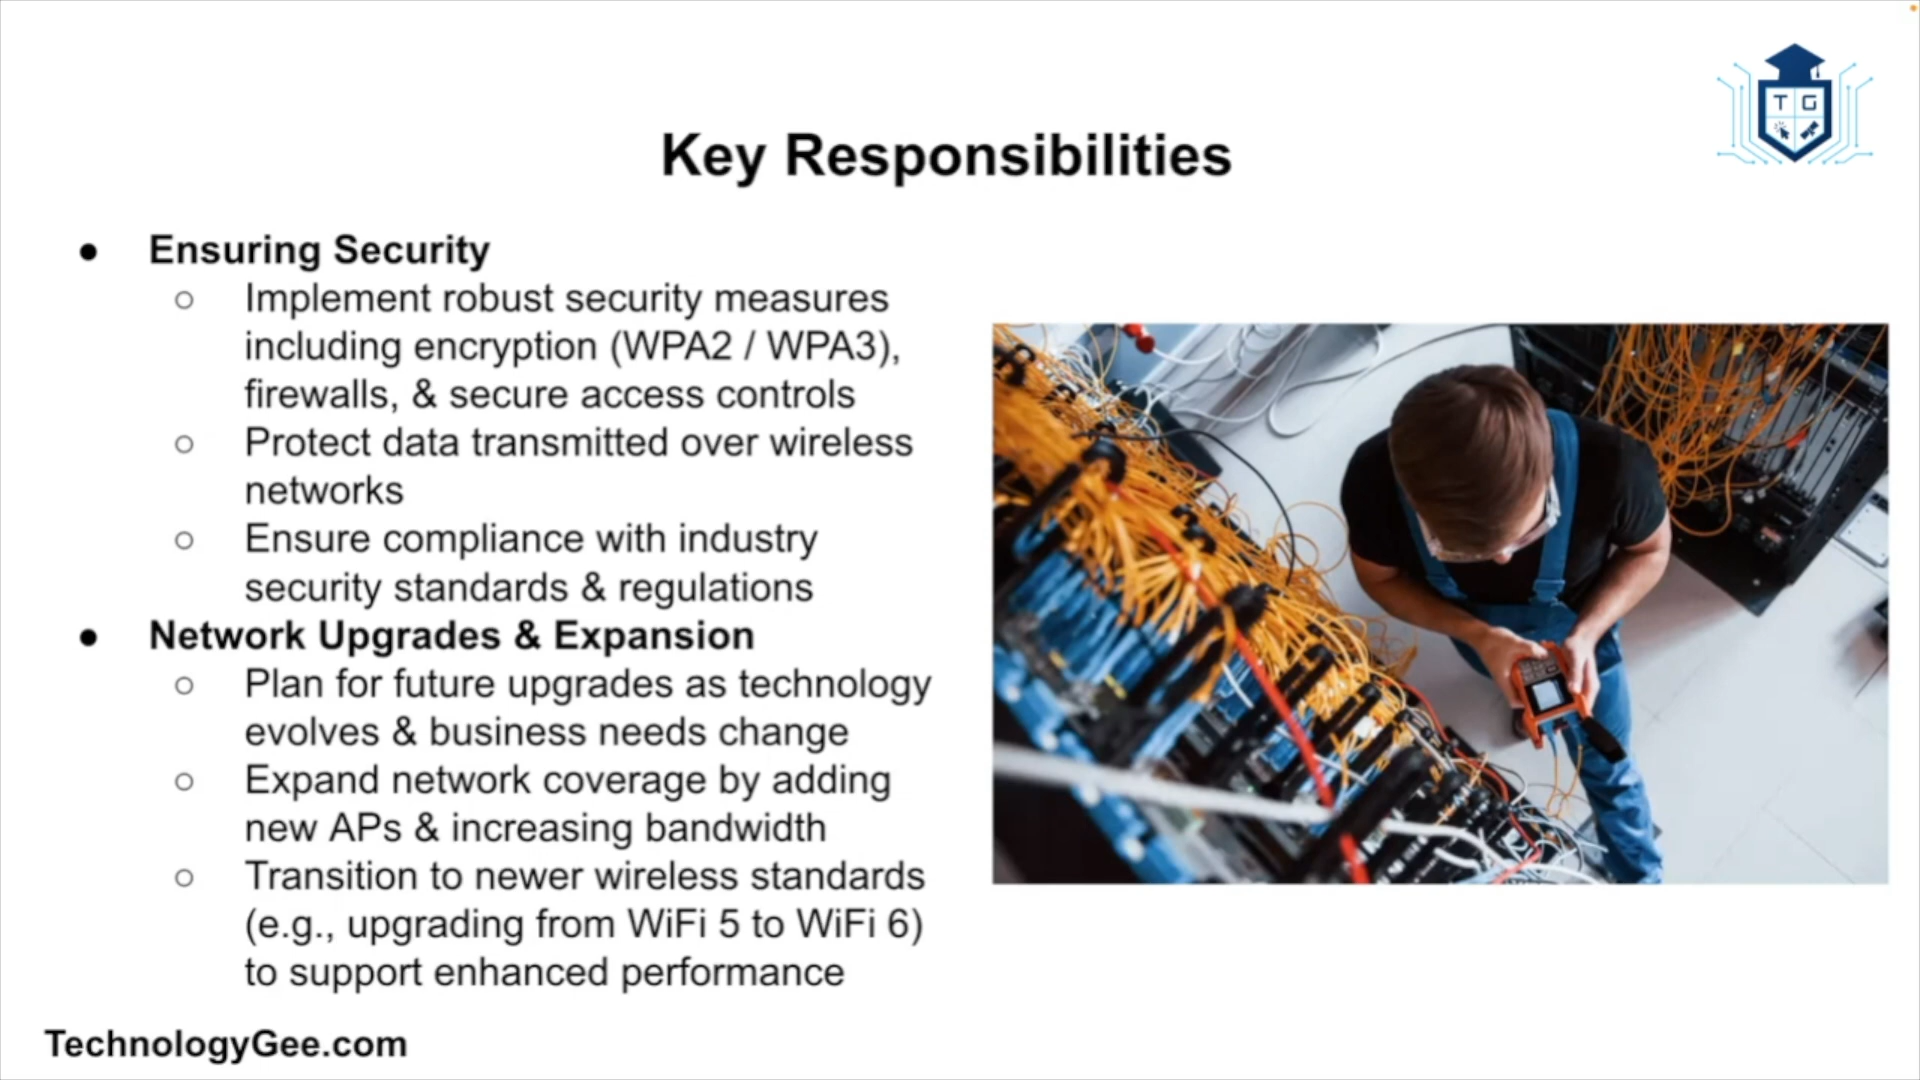 T G
Key Responsibilities
● Ensuring Security
○ Implement robust security measures
including encryption (WPA2 / WPA3),
firewalls, & secure access controls
○ Protect data transmitted over wireless
networks
○ Ensure compliance with industry
security standards & regulations
● Network Upgrades & Expansion
○ Plan for future upgrades as technology
evolves & business needs change
○ Expand network coverage by adding
new APs & increasing bandwidth
○ Transition to newer wireless standards
(e.g., upgrading from WiFi 5 to WiFi 6)
to support enhanced performance
TechnologyGee.com